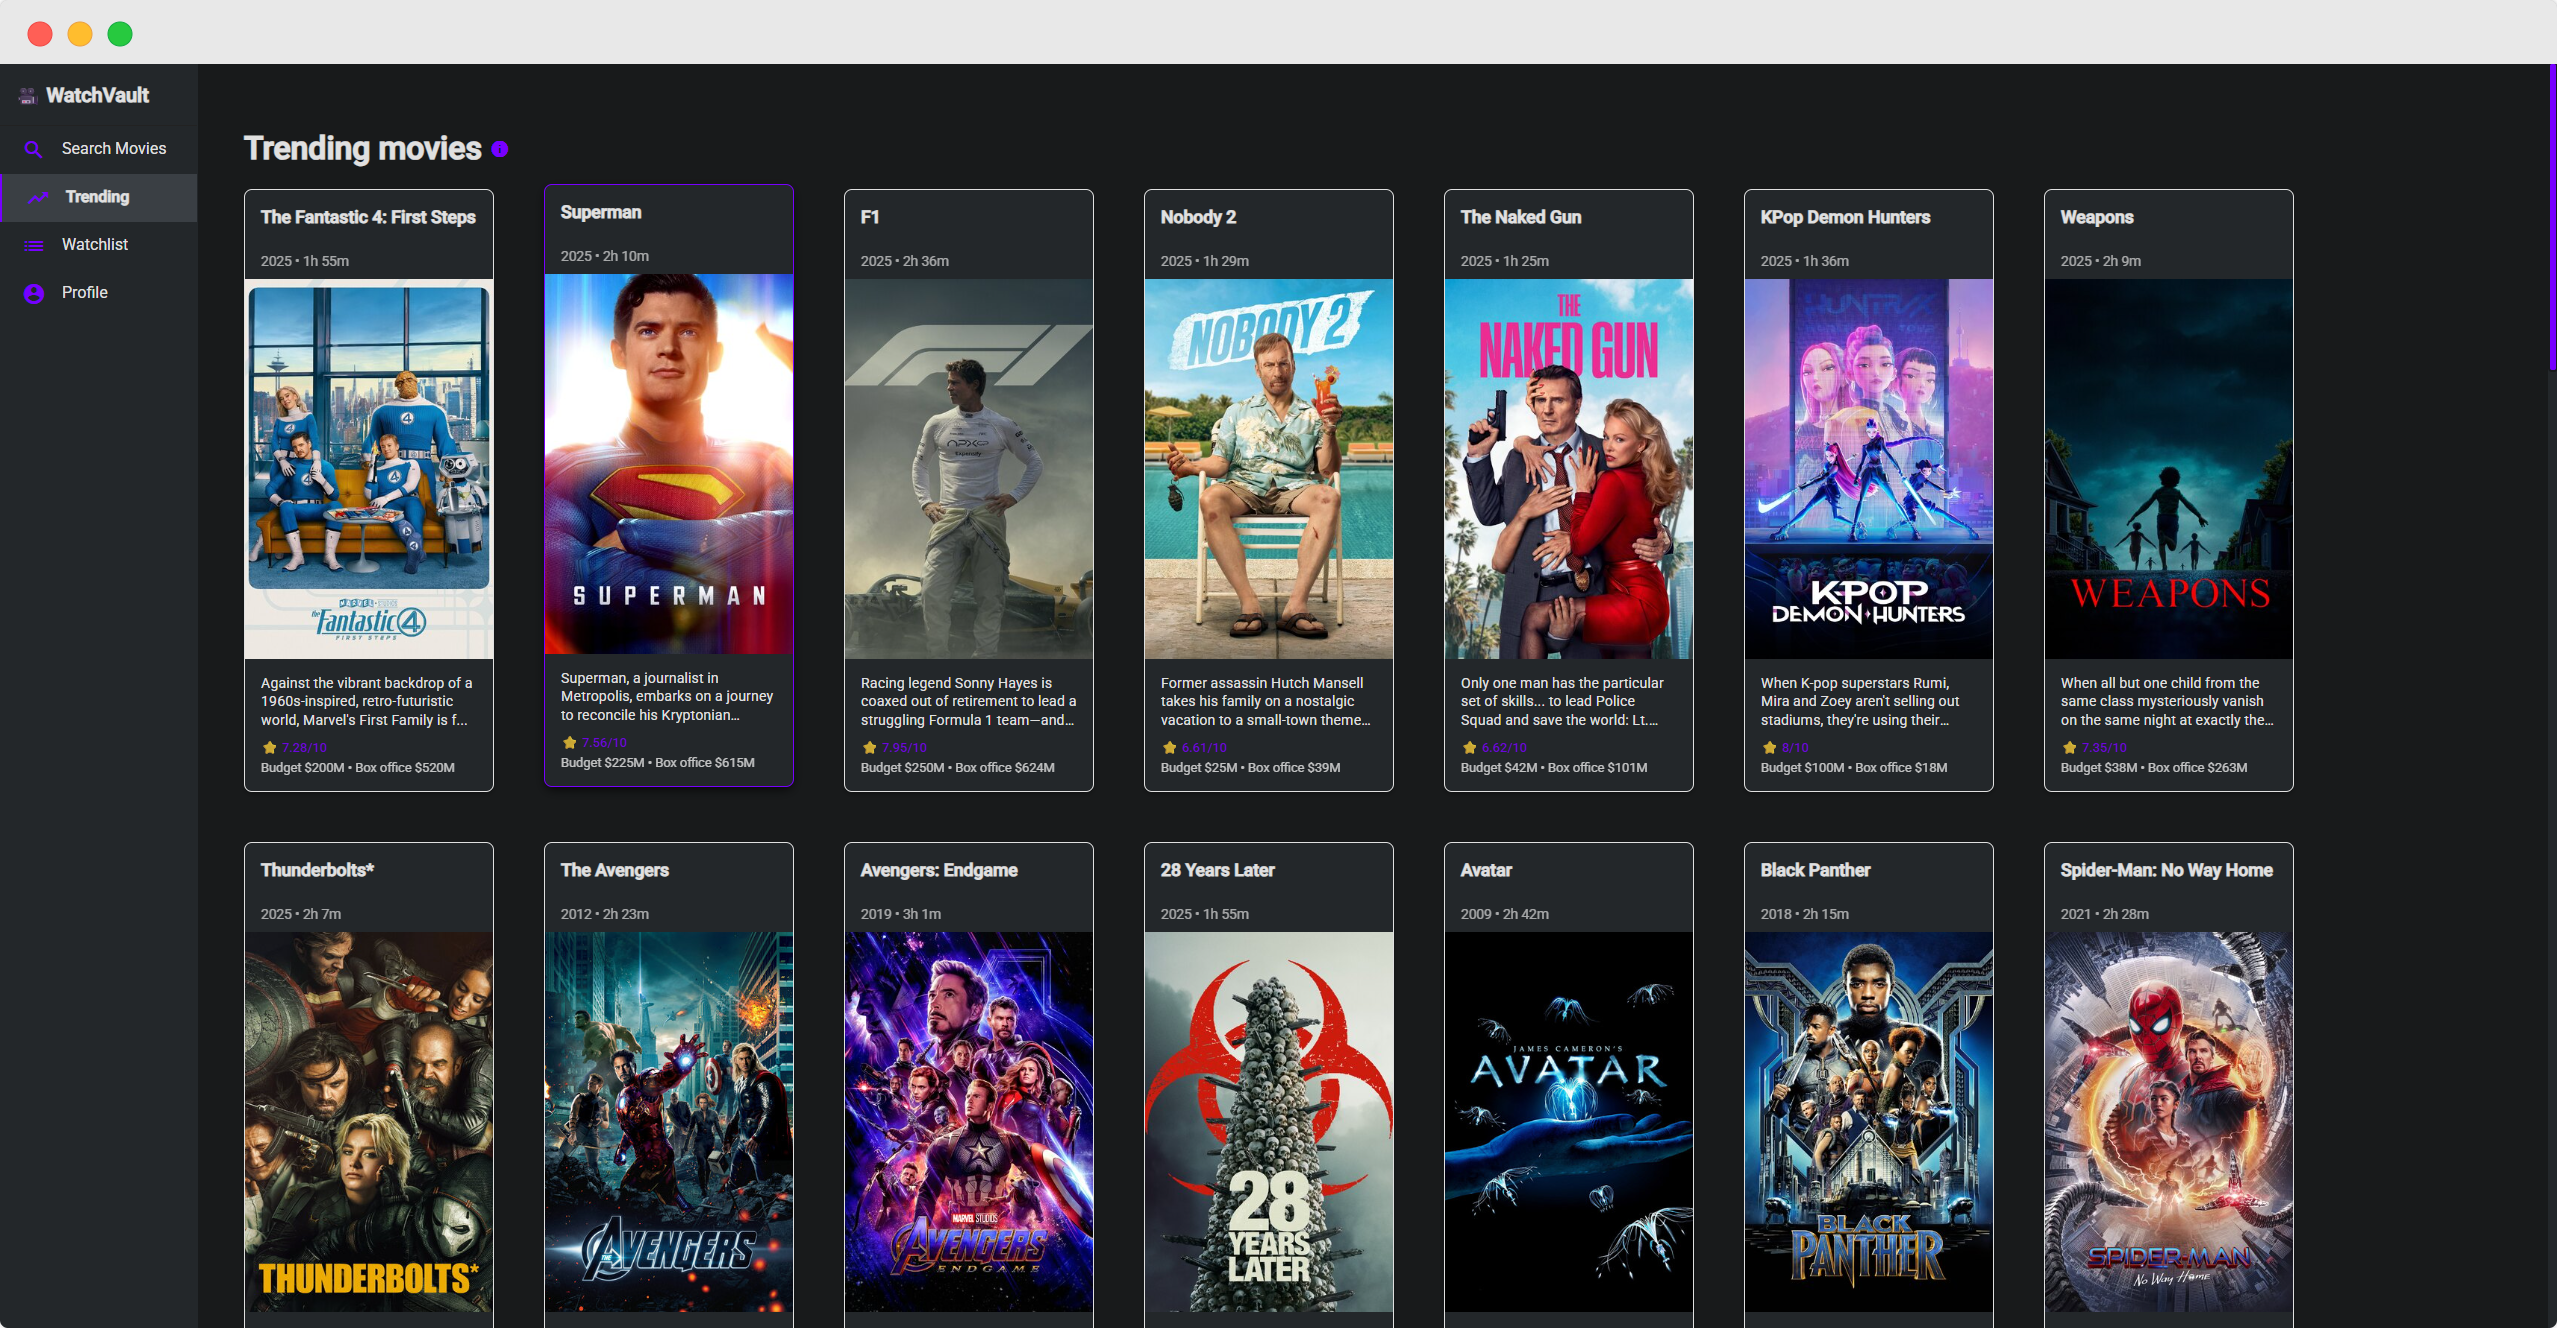 WatchVault
Search Movies
Trending
Watchlist
Profile
Trending movies
The Fantastic 4: First Steps
2025 • 1h 55m
the Fantastic 4
FIRST STEPS
Against the vibrant backdrop of a
1960s-inspired, retro-futuristic
world, Marvel's First Family is f...
7.28/10
Budget $200M • Box office $520M
Superman
2025 • 2h 10m
SUPERMAN
Superman, a journalist in
Metropolis, embarks on a journey
to reconcile his Kryptonian...
7.56/10
Budget $225M • Box office $615M
F1
2025 • 2h 36m
F1
Racing legend Sonny Hayes is
coaxed out of retirement to lead a
struggling Formula 1 team—and...
7.95/10
Budget $250M • Box office $624M
Nobody 2
2025 • 1h 29m
NOBODY 2
Former assassin Hutch Mansell
takes his family on a nostalgic
vacation to a small-town theme...
6.61/10
Budget $25M • Box office $39M
The Naked Gun
2025 • 1h 25m
THE
NAKED GUN
Only one man has the particular
set of skills... to lead Police
Squad and save the world: Lt....
6.62/10
Budget $42M • Box office $101M
KPop Demon Hunters
2025 • 1h 36m
KPOP
DEMON HUNTERS
When K-pop superstars Rumi,
Mira and Zoey aren't selling out
stadiums, they're using their...
8/10
Budget $100M • Box office $18M
Weapons
2025 • 2h 9m
WEAPONS
When all but one child from the
same class mysteriously vanish
on the same night at exactly the...
7.35/10
Budget $38M • Box office $263M
Thunderbolts*
2025 • 2h 7m
THUNDERBOLTS*
The Avengers
2012 • 2h 23m
THE AVENGERS
Avengers: Endgame
2019 • 3h 1m
MARVEL STUDIOS
AVENGERS
ENDGAME
28 Years Later
2025 • 1h 55m
28
YEARS
LATER
Avatar
2009 • 2h 42m
JAMES CAMERON'S
AVATAR
Black Panther
2018 • 2h 15m
BLACK
PANTHER
Spider-Man: No Way Home
2021 • 2h 28m
SPIDER-MAN
No Way Home